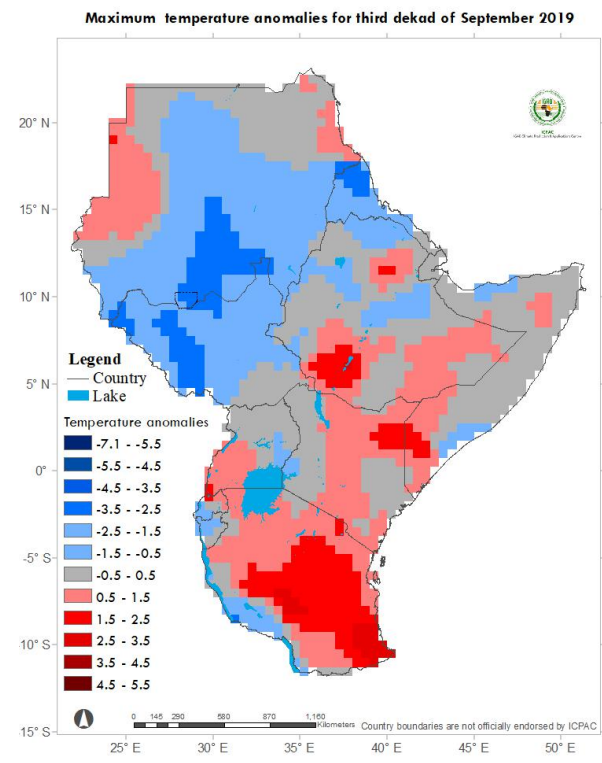 Maximum temperature anomalies for third dekad of September 2019
20° N
15° N
10° N
5° N
0°
-5° S
-10° S
15° S
ICPAC
Legend
Country
Lake
Temperature anomalies
-7.1 - -5.5
-5.5 - -4.5
-4.5 - -3.5
-3.5 - -2.5
-2.5 - -1.5
-1.5 - -0.5
-0.5 - 0.5
0.5 - 1.5
1.5 - 2.5
2.5 - 3.5
3.5 - 4.5
4.5 - 5.5
0 145 290 580 870 1,160
Kilometers
Country boundaries are not officially endorsed by ICPAC
25° E 30° E 35° E 40° E 45° E 50° E